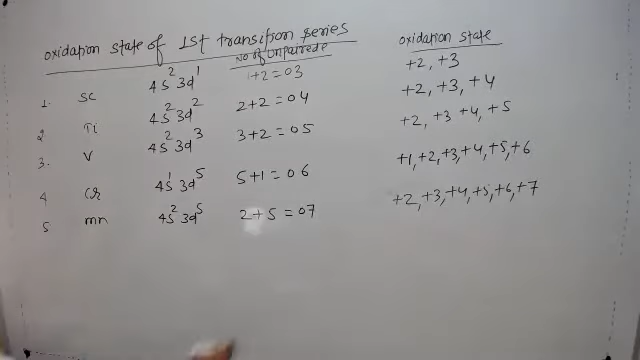 oxidation state of 1st transition series
No of Unpairede
oxidation state
1. SC 4S² 3d¹ 1+2=03 +2, +3
2 Ti 4S² 3d² 2+2=04 +2, +3, +4
3. V 4S² 3d³ 3+2=05 +2, +3 +4, +5
4 Cr 4S¹ 3d⁵ 5+1=06 +1, +2, +3, +4, +5, +6
5 mn 4S² 3d⁵ 2+5=07 +2, +3, +4, +5, +6, +7